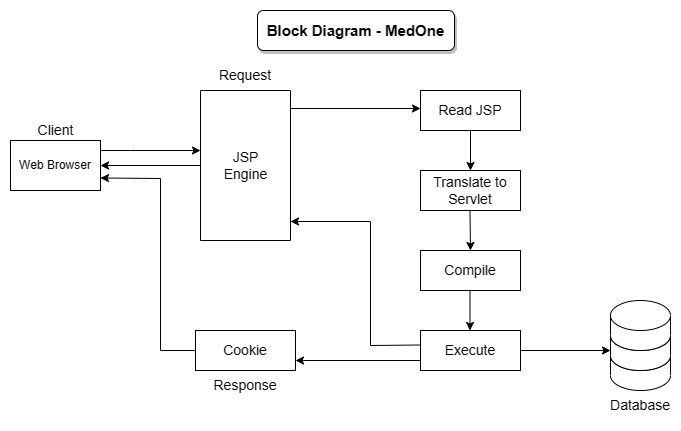 Block Diagram - MedOne
Request
Client
Web Browser
JSP
Engine
Read JSP
Translate to
Servlet
Compile
Execute
Cookie
Response
Database